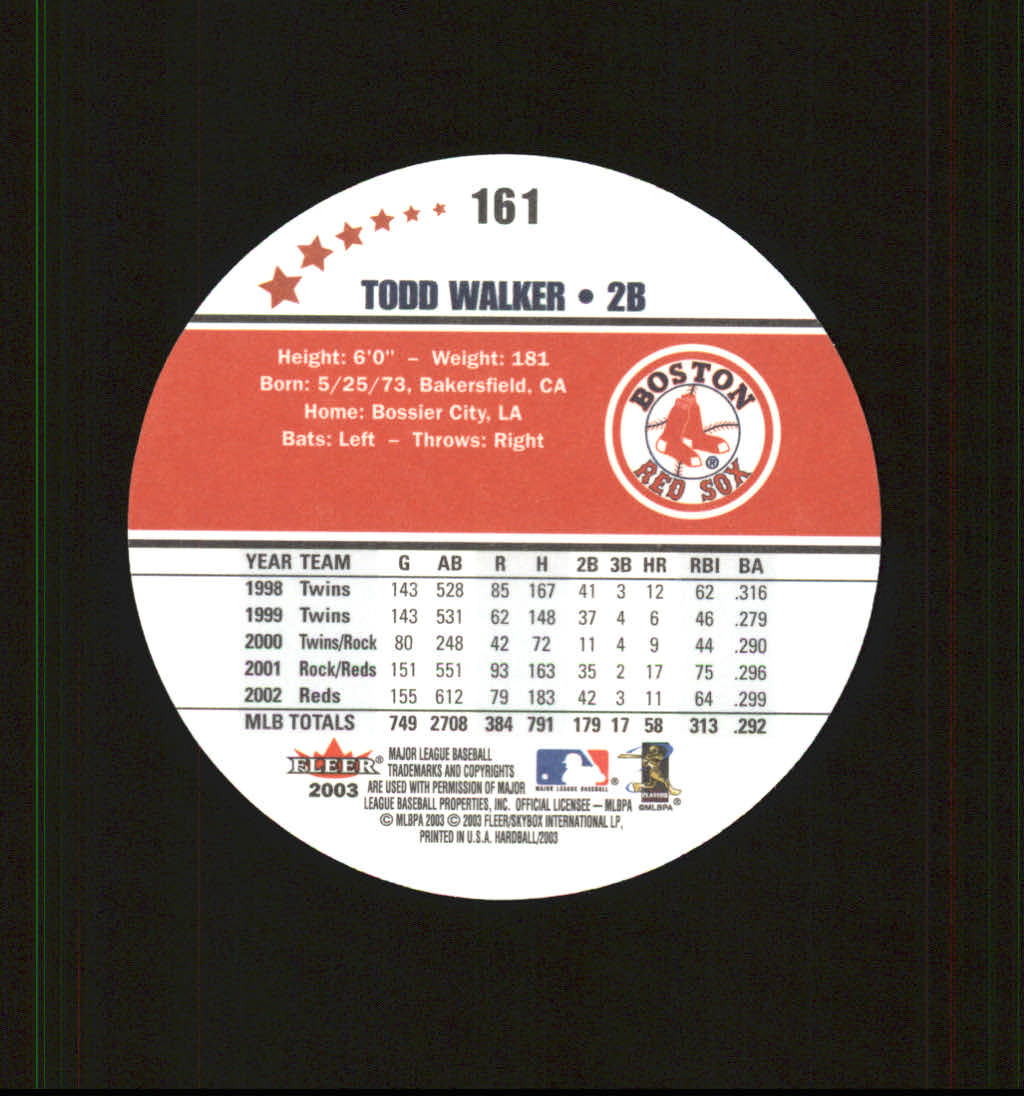 161
TODD WALKER • 2B
Height: 6'0" – Weight: 181
Born: 5/25/73, Bakersfield, CA
Home: Bossier City, LA
Bats: Left – Throws: Right
BOSTON
RED SOX
®
YEAR TEAM G AB R H 2B 3B HR RBI BA
1998 Twins 143 528 85 167 41 3 12 62 .316
1999 Twins 143 531 62 148 37 4 6 46 .279
2000 Twins/Rock 80 248 42 72 11 4 9 44 .290
2001 Rock/Reds 151 551 93 163 35 2 17 75 .296
2002 Reds 155 612 79 183 42 3 11 64 .299
MLB TOTALS 749 2708 384 791 179 17 58 313 .292
FLEER®
2003
MAJOR LEAGUE BASEBALL
TRADEMARKS AND COPYRIGHTS
ARE USED WITH PERMISSION OF MAJOR
LEAGUE BASEBALL PROPERTIES, INC. OFFICIAL LICENSEE — MLBPA
© MLBPA 2003 © 2003 FLEER/SKYBOX INTERNATIONAL LP,
PRINTED IN U.S.A. HARDBALL/2003
MAJOR LEAGUE BASEBALL ®
PLAYERS
©MLBPA ®